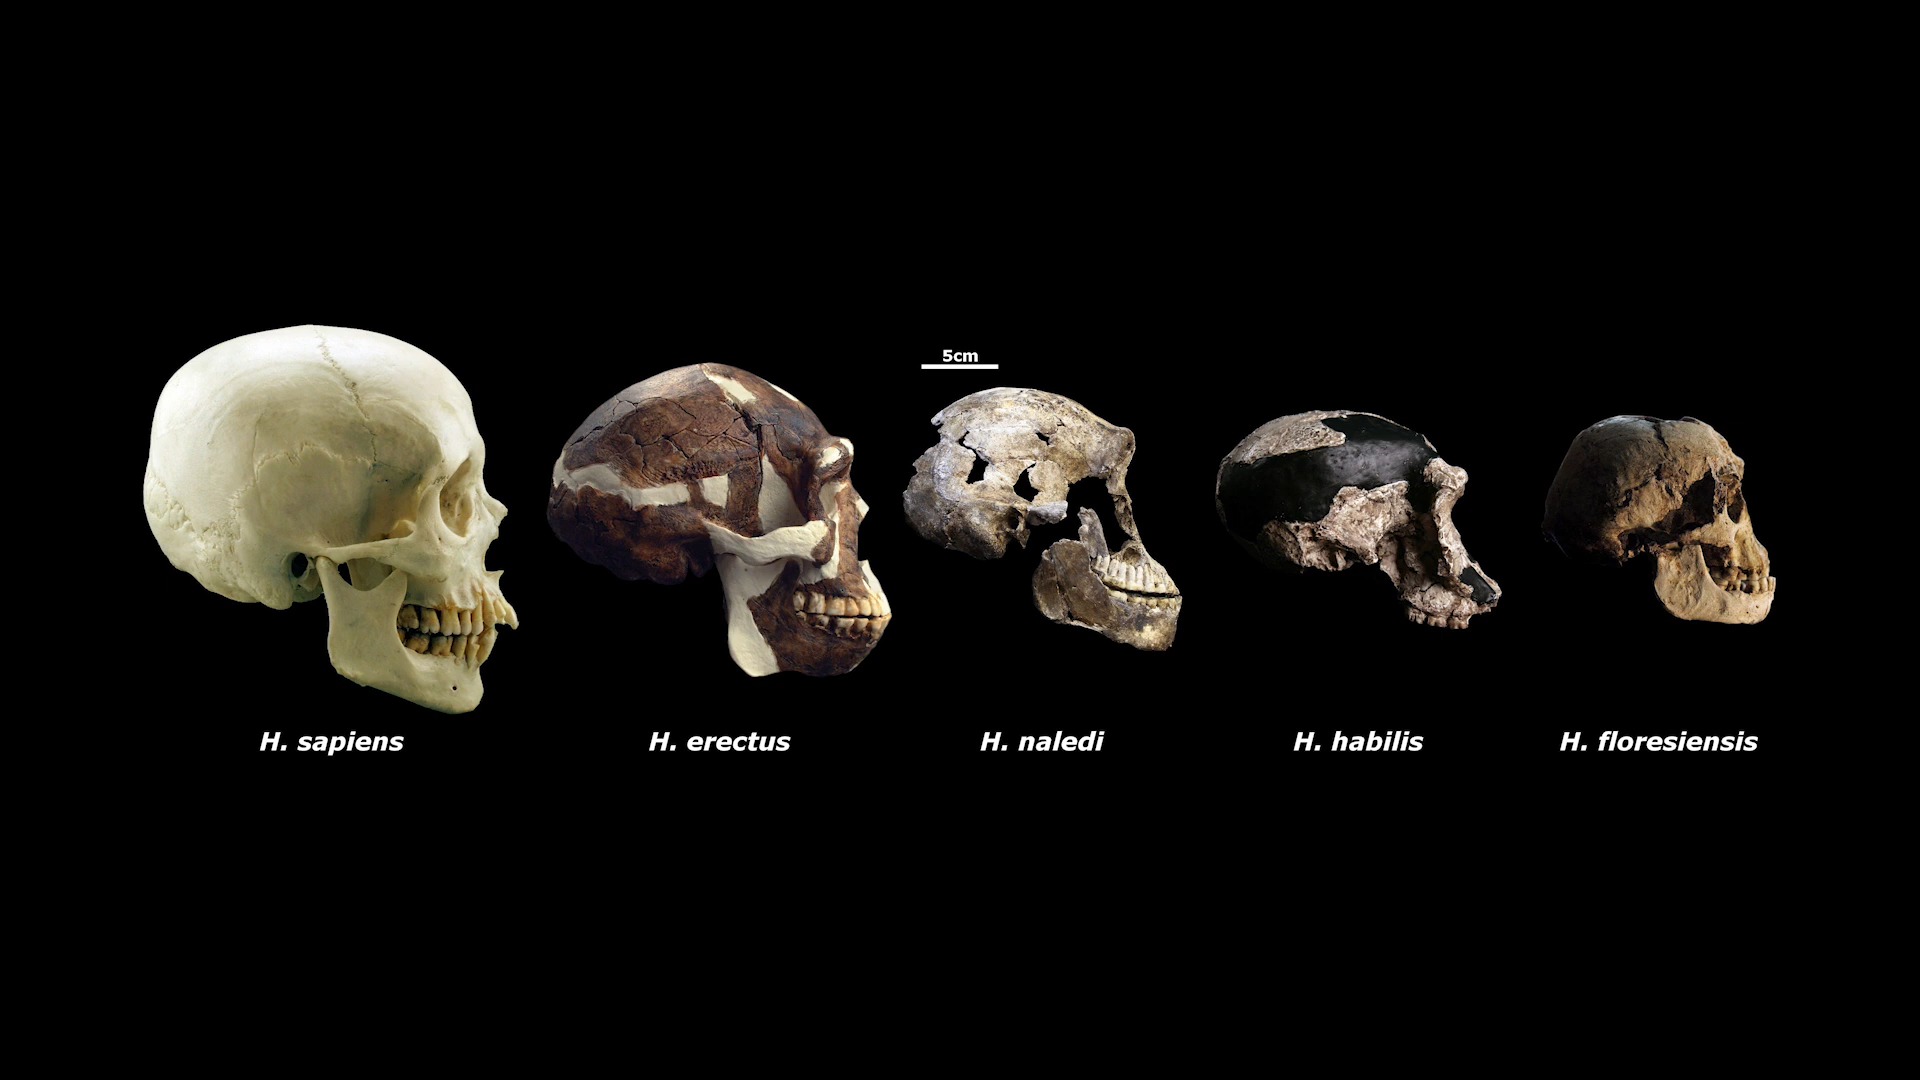 5cm
H. sapiens
H. erectus
H. naledi
H. habilis
H. floresiensis